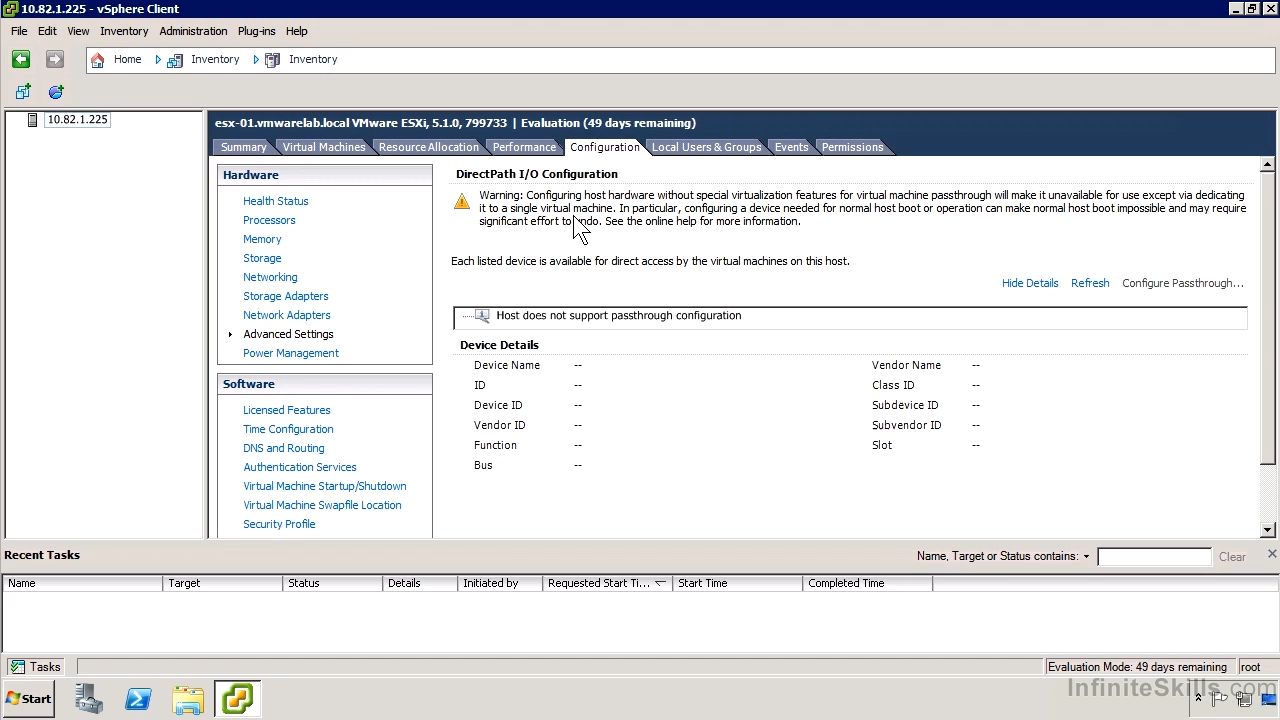 10.82.1.225 - vSphere Client
File Edit View Inventory Administration Plug-ins Help
Home Inventory Inventory
10.82.1.225
esx-01.vmwarelab.local VMware ESXi, 5.1.0, 799733 | Evaluation (49 days remaining)
Summary Virtual Machines Resource Allocation Performance Configuration Local Users & Groups Events Permissions
Hardware
Health Status
Processors
Memory
Storage
Networking
Storage Adapters
Network Adapters
Advanced Settings
Power Management
Software
Licensed Features
Time Configuration
DNS and Routing
Authentication Services
Virtual Machine Startup/Shutdown
Virtual Machine Swapfile Location
Security Profile
DirectPath I/O Configuration
Warning: Configuring host hardware without special virtualization features for virtual machine passthrough will make it unavailable for use except via dedicating
it to a single virtual machine. In particular, configuring a device needed for normal host boot or operation can make normal host boot impossible and may require
significant effort to undo. See the online help for more information.
Each listed device is available for direct access by the virtual machines on this host.
Hide Details Refresh Configure Passthrough...
Host does not support passthrough configuration
Device Details
Device Name -- Vendor Name --
ID -- Class ID --
Device ID -- Subdevice ID --
Vendor ID -- Subvendor ID --
Function -- Slot --
Bus --
Recent Tasks Name, Target or Status contains: Clear
Name Target Status Details Initiated by Requested Start Ti... Start Time Completed Time
Tasks Evaluation Mode: 49 days remaining root
Start
InfiniteSkills.com